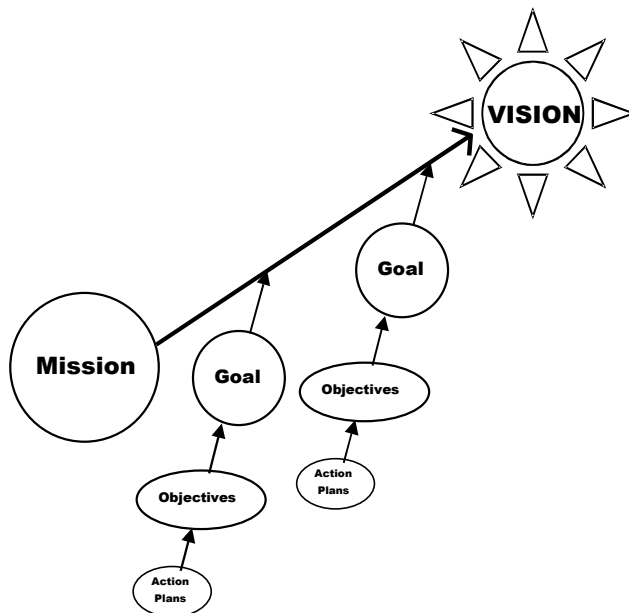 VISION
Goal
Mission
Goal
Objectives
Action
Plans
Objectives
Action
Plans